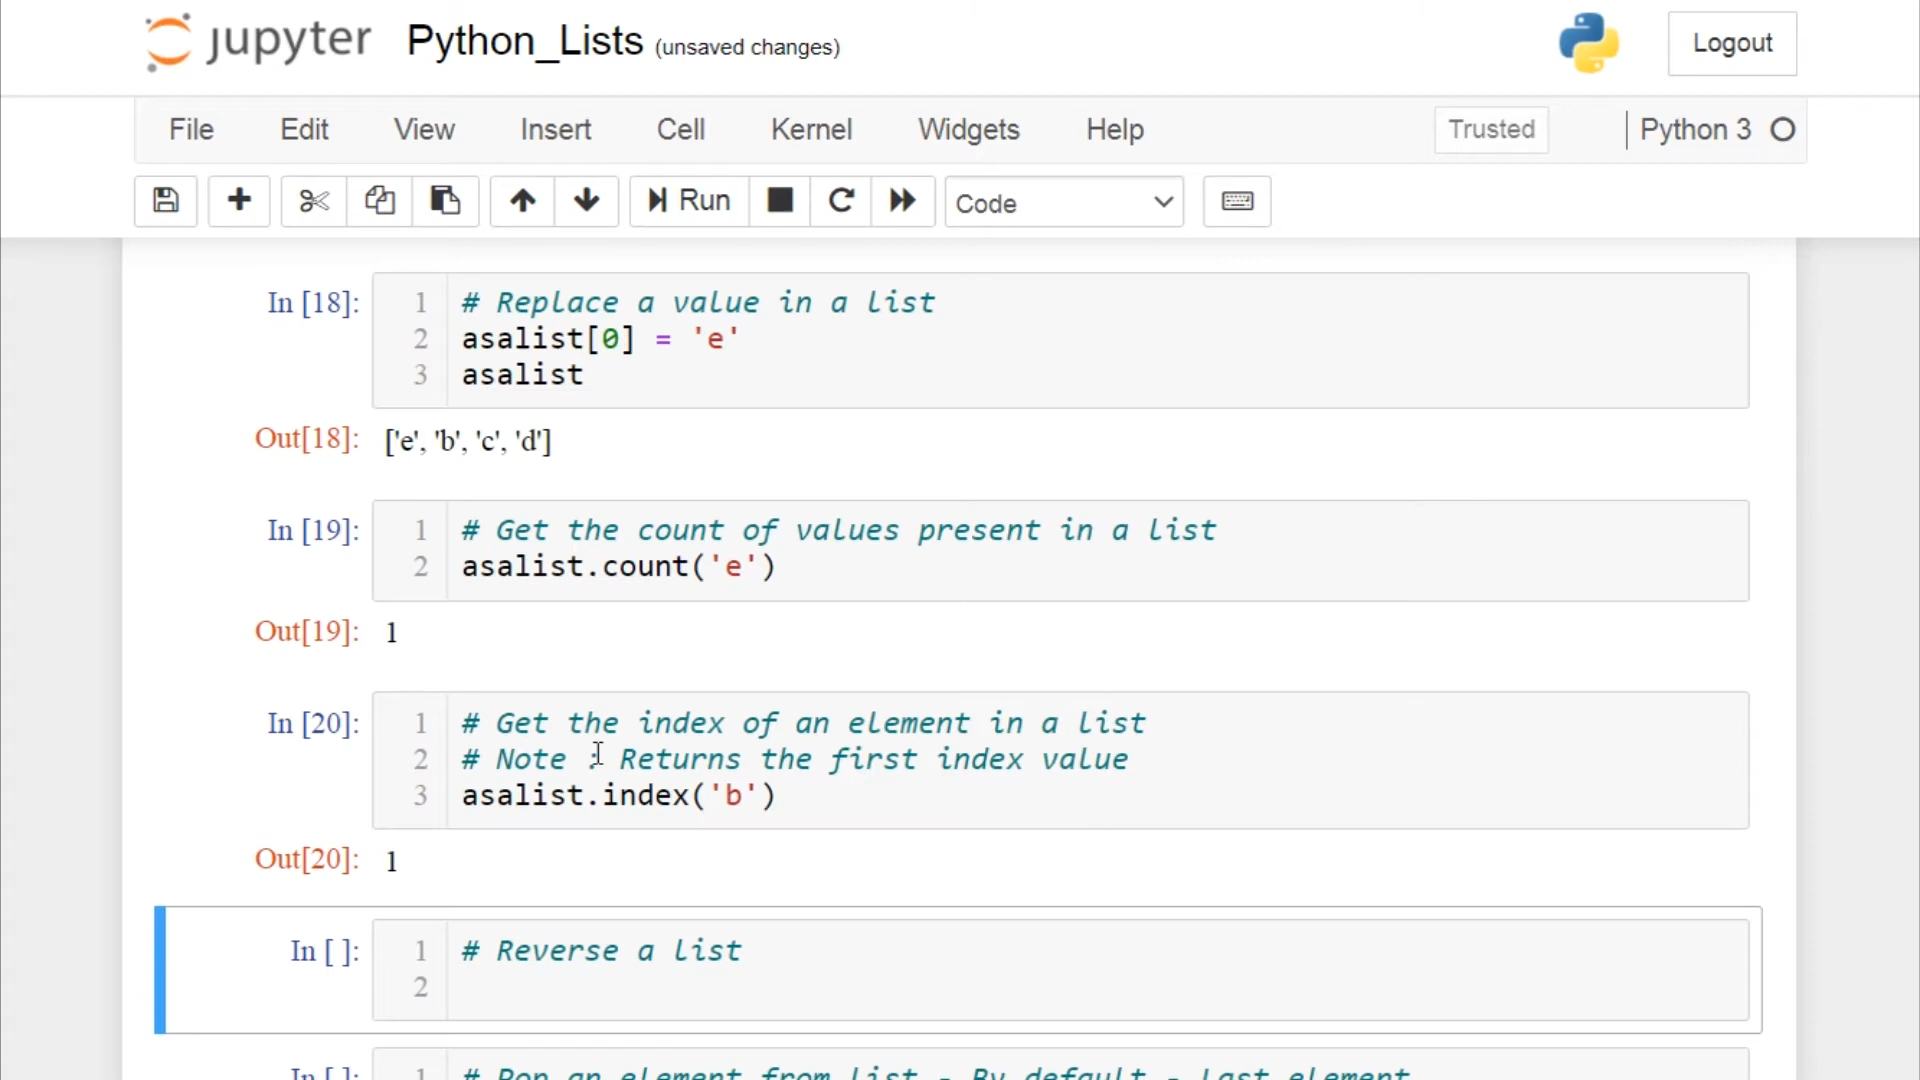 jupyter Python_Lists (unsaved changes) Logout
File Edit View Insert Cell Kernel Widgets Help Trusted Python 3
Run Code
In [18]: 1 # Replace a value in a list
2 asalist[0] = 'e'
3 asalist
Out[18]: ['e', 'b', 'c', 'd']
In [19]: 1 # Get the count of values present in a list
2 asalist.count('e')
Out[19]: 1
In [20]: 1 # Get the index of an element in a list
2 # Note : Returns the first index value
3 asalist.index('b')
Out[20]: 1
In [ ]: 1 # Reverse a list
2
In [ ]: 1 # Pop an element from list - By default - Last element